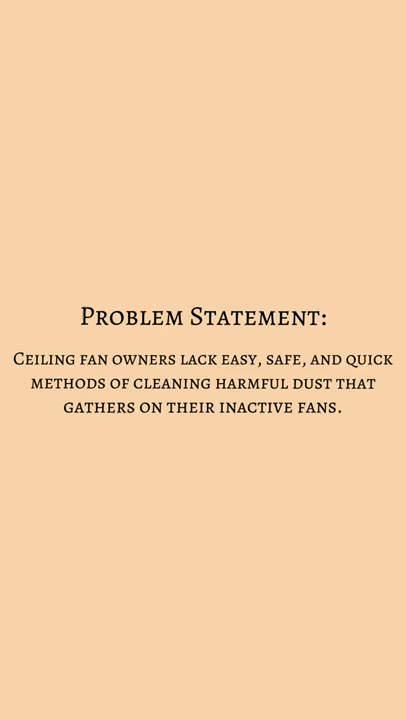 Problem Statement:
Ceiling fan owners lack easy, safe, and quick
methods of cleaning harmful dust that
gathers on their inactive fans.